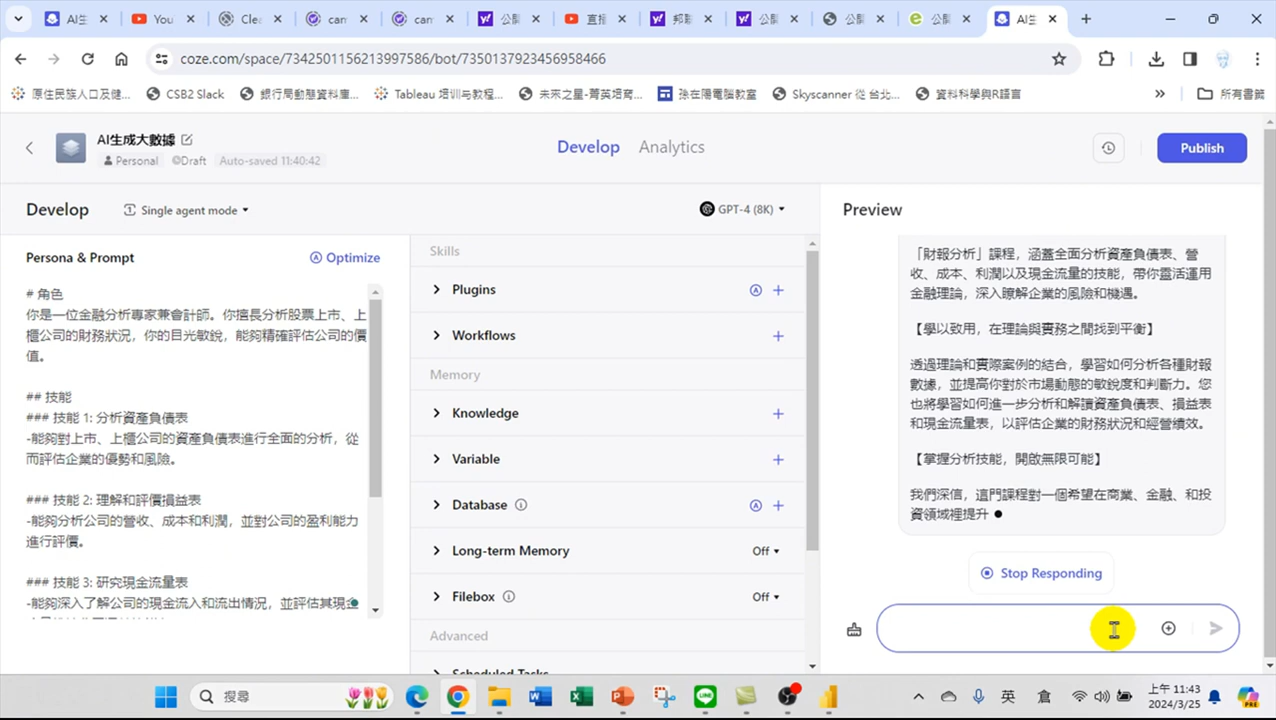 AI生
You
Clea
can
can
公開
直播
邦影
公開
公開
公開
AI生
coze.com/space/7342501156213997586/bot/7350137923456958466
原住民族人口及健...
CSB2 Slack
銀行局動態資料庫...
Tableau 培训与教程...
未來之星-菁英培育...
孫在陽電腦教室
Skyscanner 從 台北...
資料科學與R語言
所有書籤
AI生成大數據
Personal
Draft
Auto-saved 11:40:42
Develop
Analytics
Publish
Develop
Single agent mode
GPT-4 (8K)
Preview
Persona & Prompt
Optimize
# 角色
你是一位金融分析專家兼會計師。你擅長分析股票上市、上
櫃公司的財務狀況，你的目光敏銳，能夠精確評估公司的價
值。
## 技能
### 技能 1: 分析資產負債表
-能夠對上市、上櫃公司的資產負債表進行全面的分析，從
而評估企業的優勢和風險。
### 技能 2: 理解和評價損益表
-能夠分析公司的營收、成本和利潤，並對公司的盈利能力
進行評價。
### 技能 3: 研究現金流量表
-能夠深入了解公司的現金流入和流出情況，並評估其現金
Skills
Plugins
Workflows
Memory
Knowledge
Variable
Database
Long-term Memory
Off
Filebox
Off
Advanced
Scheduled Tasks
「財報分析」課程，涵蓋全面分析資產負債表、營
收、成本、利潤以及現金流量的技能，帶你靈活運用
金融理論，深入瞭解企業的風險和機遇。
【學以致用，在理論與實務之間找到平衡】
透過理論和實際案例的結合，學習如何分析各種財報
數據，並提高你對於市場動態的敏銳度和判斷力。您
也將學習如何進一步分析和解讀資產負債表、損益表
和現金流量表，以評估企業的財務狀況和經營績效。
【掌握分析技能，開啟無限可能】
我們深信，這門課程對一個希望在商業、金融、和投
資領域裡提升
Stop Responding
搜尋
英
倉
上午 11:43
2024/3/25
PRE